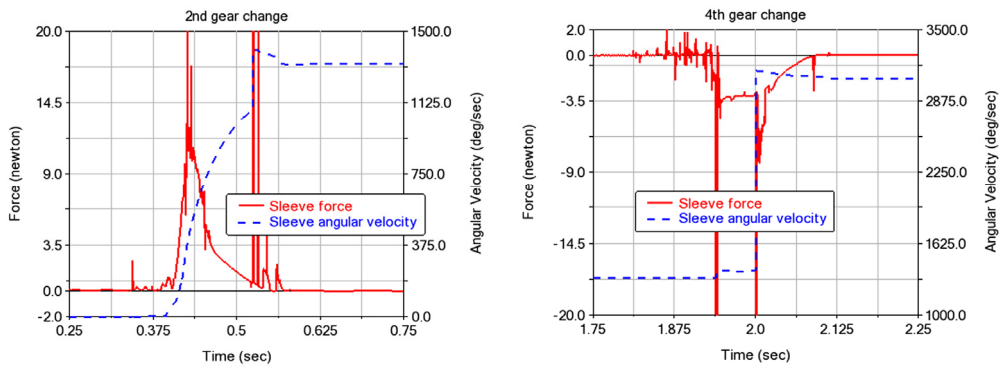 2nd gear change
20.0
14.5
9.0
3.5
0.0
-2.0
Force (newton)
0.25
0.375
0.5
0.625
0.75
Time (sec)
1500.0
1125.0
750.0
375.0
0.0
Angular Velocity (deg/sec)
Sleeve force
Sleeve angular velocity
4th gear change
2.0
0.0
-3.5
-9.0
-14.5
-20.0
Force (newton)
1.75
1.875
2.0
2.125
2.25
Time (sec)
3500.0
2875.0
2250.0
1625.0
1000.0
Angular Velocity (deg/sec)
Sleeve force
Sleeve angular velocity